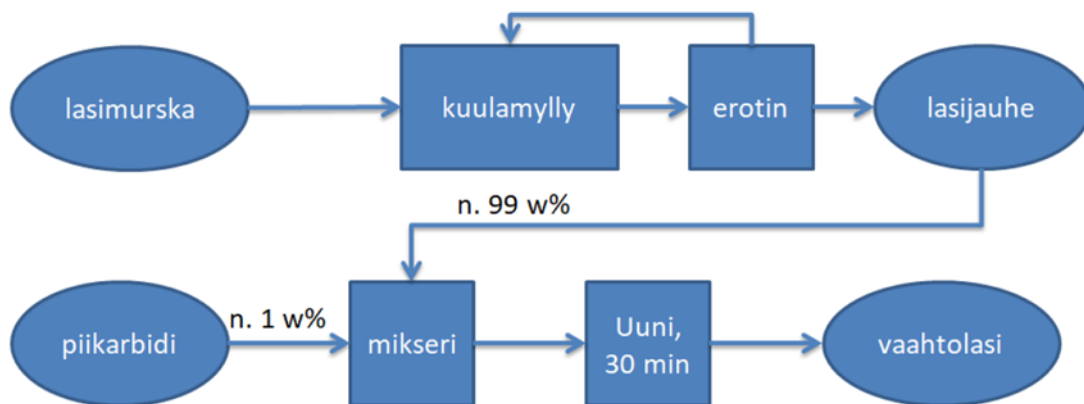 lasimurska
kuulamylly
erotin
lasijauhe
n. 99 w%
piikarbidi
n. 1 w%
mikseri
Uuni,
30 min
vaahtolasi